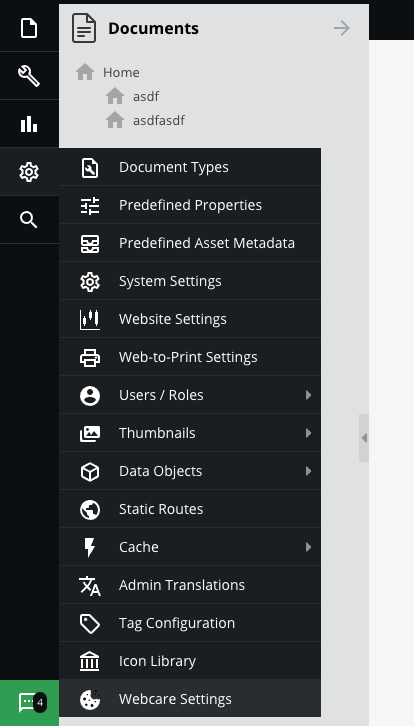 Documents
Home
asdf
asdfasdf
Document Types
Predefined Properties
Predefined Asset Metadata
System Settings
Website Settings
Web-to-Print Settings
Users / Roles
Thumbnails
Data Objects
Static Routes
Cache
Admin Translations
Tag Configuration
Icon Library
Webcare Settings
4